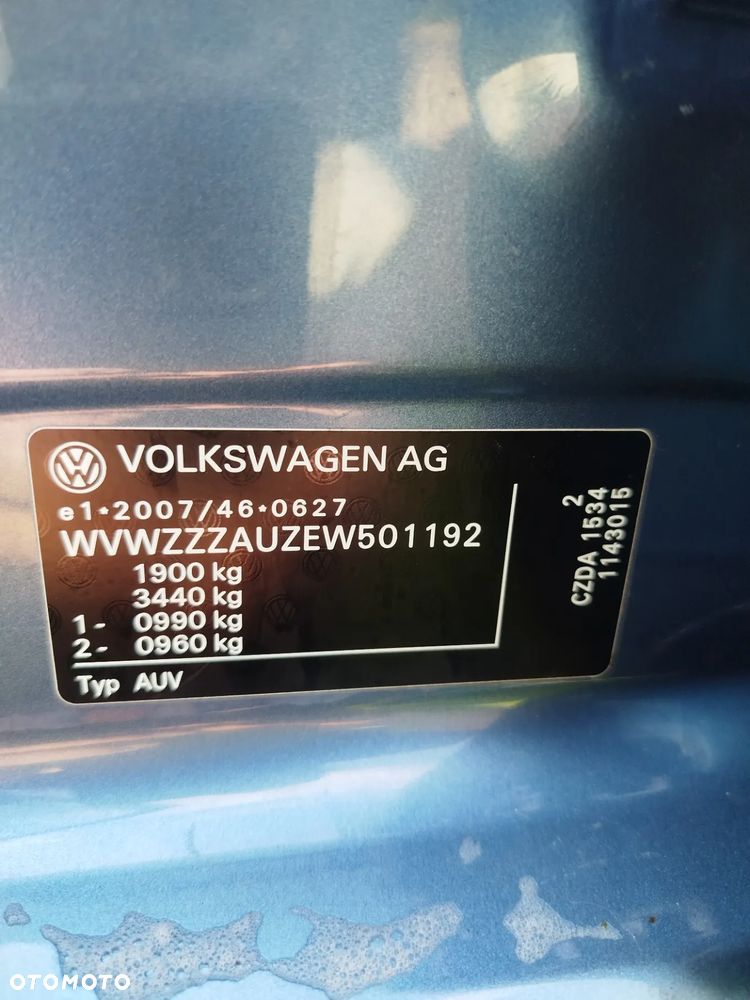 VOLKSWAGEN AG
e1*2007/46*0627
WVWZZZAUZEW501192
1900 kg
3440 kg
1- 0990 kg
2- 0960 kg
Typ AUV
2
CZDA 1534
1143015
OTOMOTO